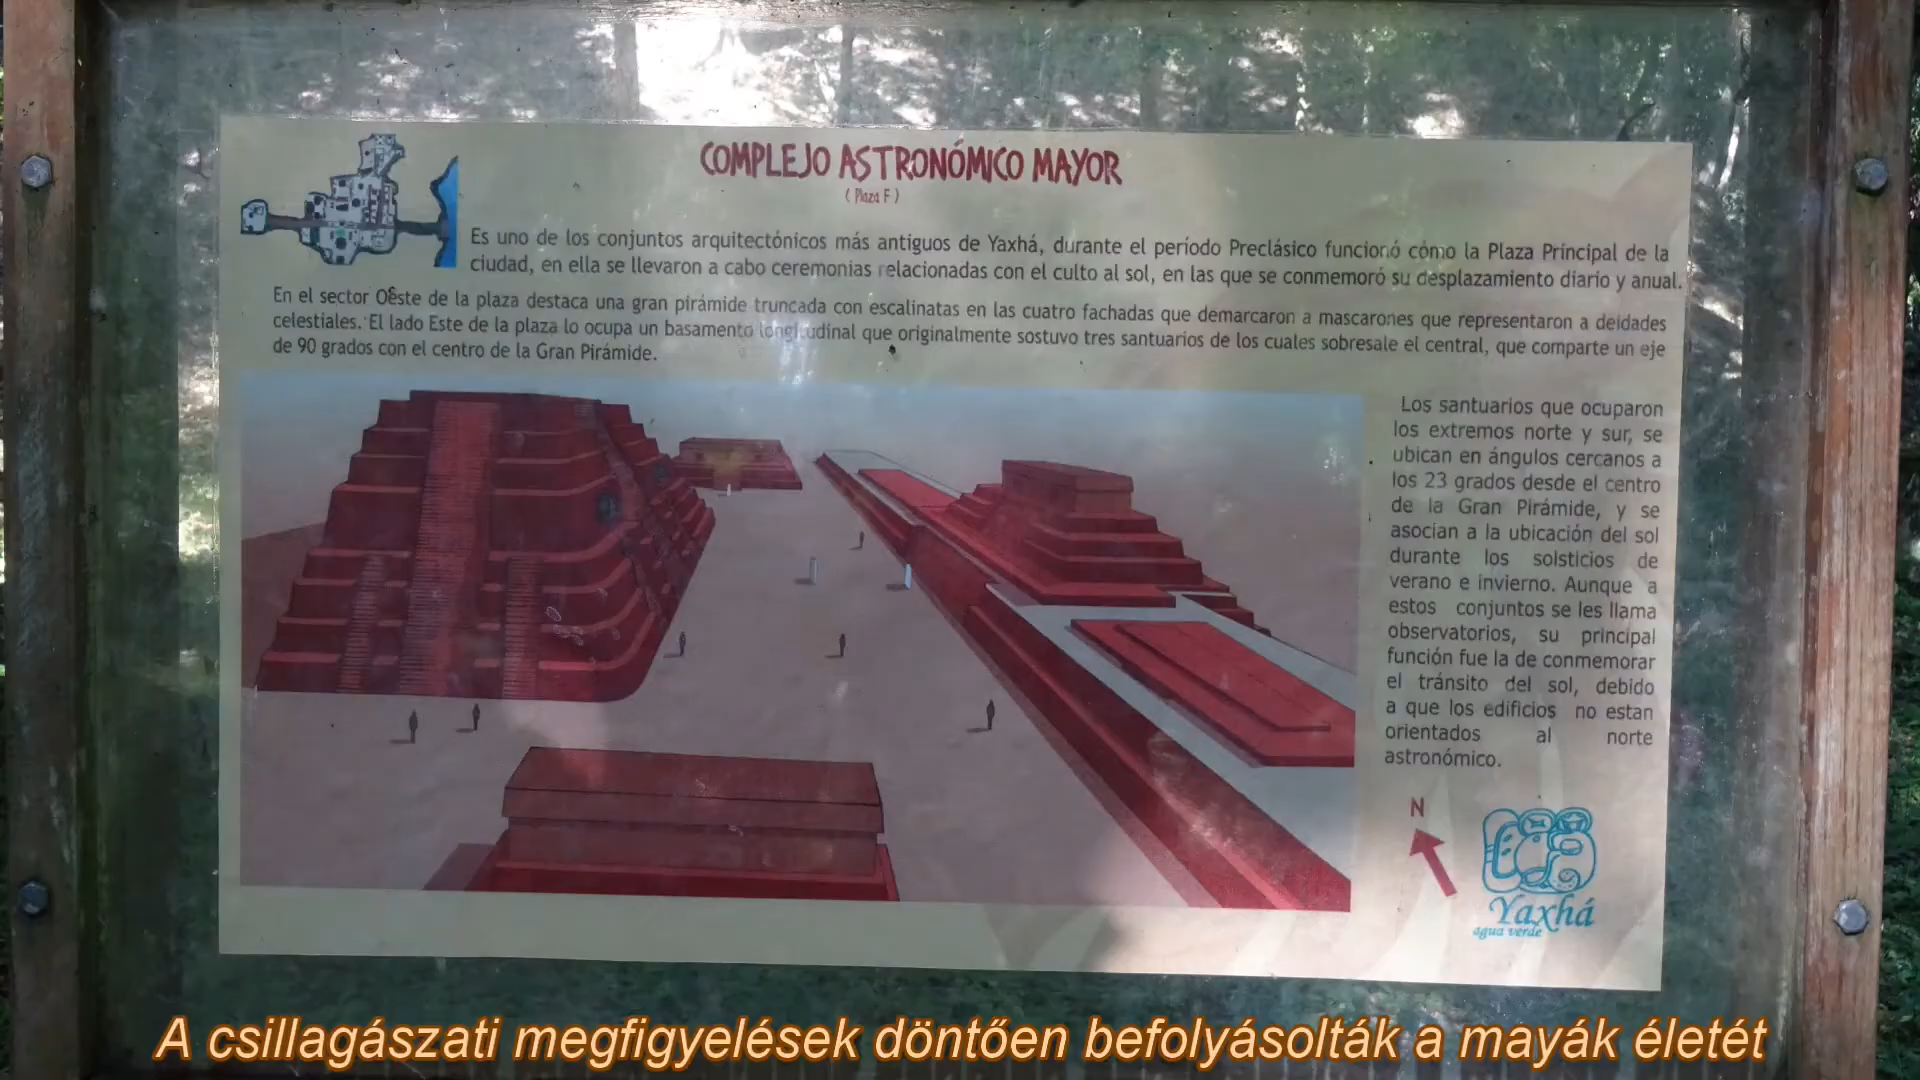 COMPLEJO ASTRONÓMICO MAYOR
( Plaza F )
Es uno de los conjuntos arquitectónicos más antiguos de Yaxhá, durante el período Preclásico funcionó cómo la Plaza Principal de la
ciudad, en ella se llevaron a cabo ceremonias relacionadas con el culto al sol, en las que se conmemoró su desplazamiento diario y anual.
En el sector Oeste de la plaza destaca una gran pirámide truncada con escalinatas en las cuatro fachadas que demarcaron a mascarones que representaron a deidades
celestiales. El lado Este de la plaza lo ocupa un basamento longitudinal que originalmente sostuvo tres santuarios de los cuales sobresale el central, que comparte un eje
de 90 grados con el centro de la Gran Pirámide.
Los santuarios que ocuparon
los extremos norte y sur, se
ubican en ángulos cercanos a
los 23 grados desde el centro
de la Gran Pirámide, y se
asocian a la ubicación del sol
durante los solsticios de
verano e invierno. Aunque a
estos conjuntos se les llama
observatorios, su principal
función fue la de conmemorar
el tránsito del sol, debido
a que los edificios no estan
orientados al norte
astronómico.
N
Yaxhá
agua verde
A csillagászati megfigyelések döntően befolyásolták a mayák életét